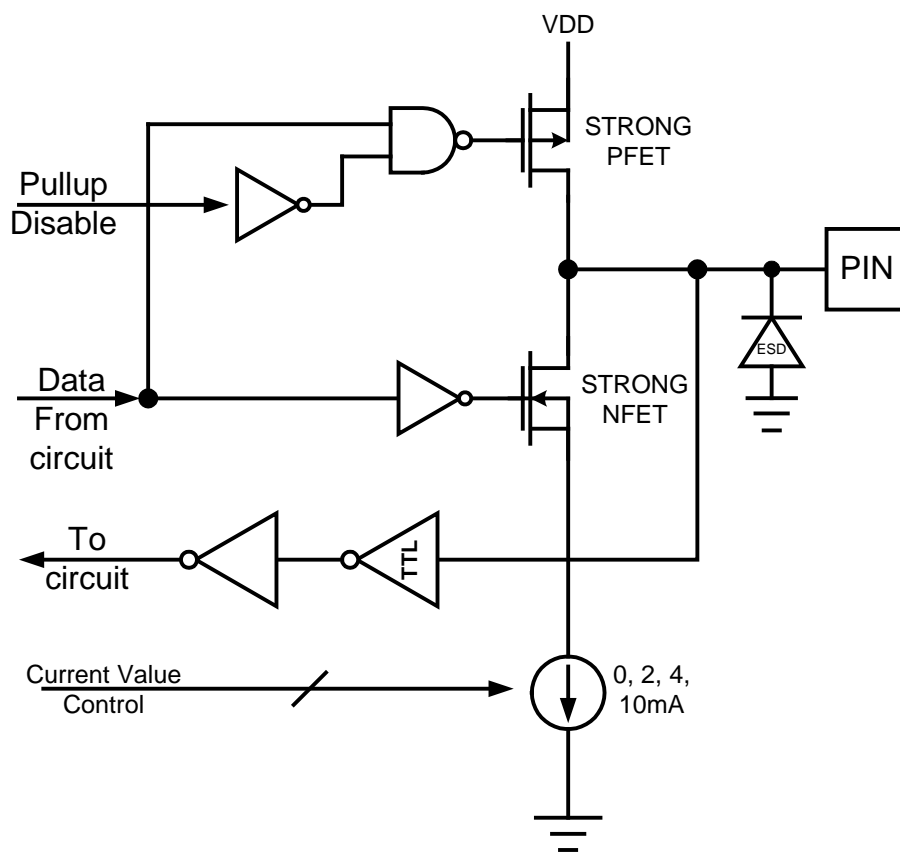 VDD
STRONG
PFET
Pullup
Disable
PIN
ESD
Data
From
circuit
STRONG
NFET
To
circuit
TTL
Current Value
Control
0, 2, 4,
10mA